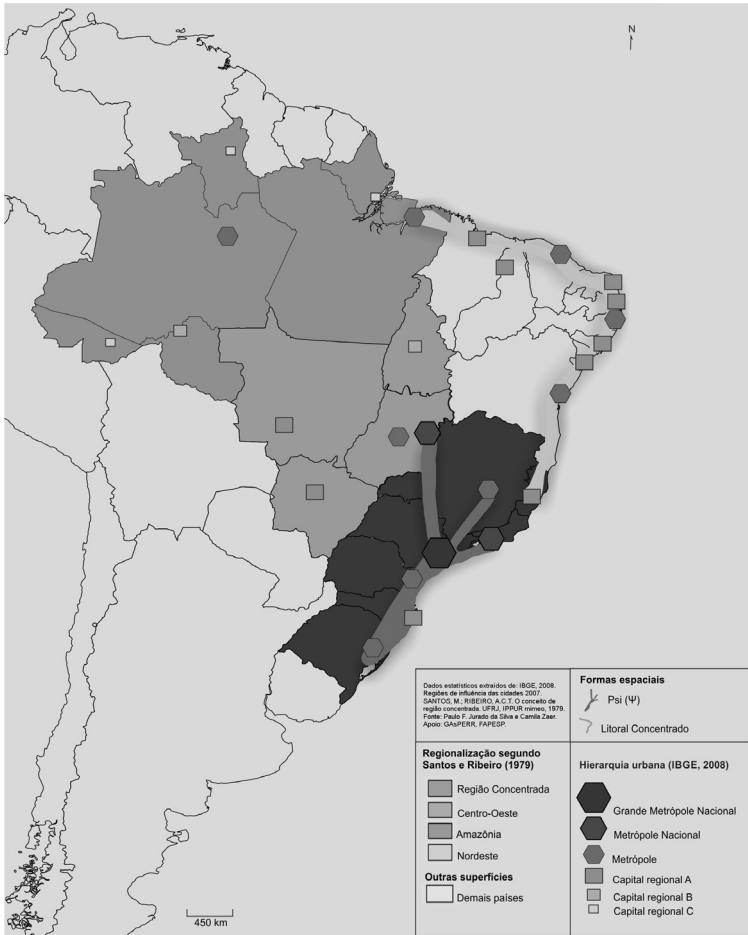 N
Dados estatísticos extraídos de: IBGE, 2008.
Regiões de influência das cidades 2007.
SANTOS, M.; RIBEIRO, A.C.T. O conceito de
região concentrada. UFRJ, IPPUR mimeo, 1979.
Fonte: Paulo F. Jurado da Silva e Camila Zaer.
Apoio: GAsPERR, FAPESP.
Formas espaciais
Psi (Ψ)
Litoral Concentrado
Regionalização segundo
Santos e Ribeiro (1979)
Região Concentrada
Centro-Oeste
Amazônia
Nordeste
Outras superfícies
Demais países
Hierarquia urbana (IBGE, 2008)
Grande Metrópole Nacional
Metrópole Nacional
Metrópole
Capital regional A
Capital regional B
Capital regional C
450 km